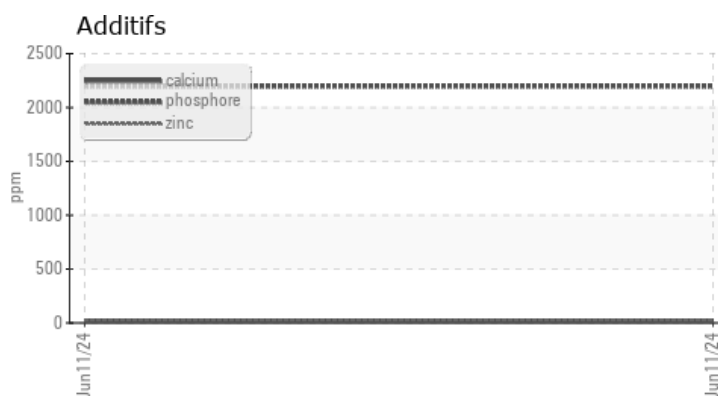 Additifs
2500
calcium
phosphore
2000
zinc
1500
ppm
1000
500
0
Jun11/24
Jun11/24